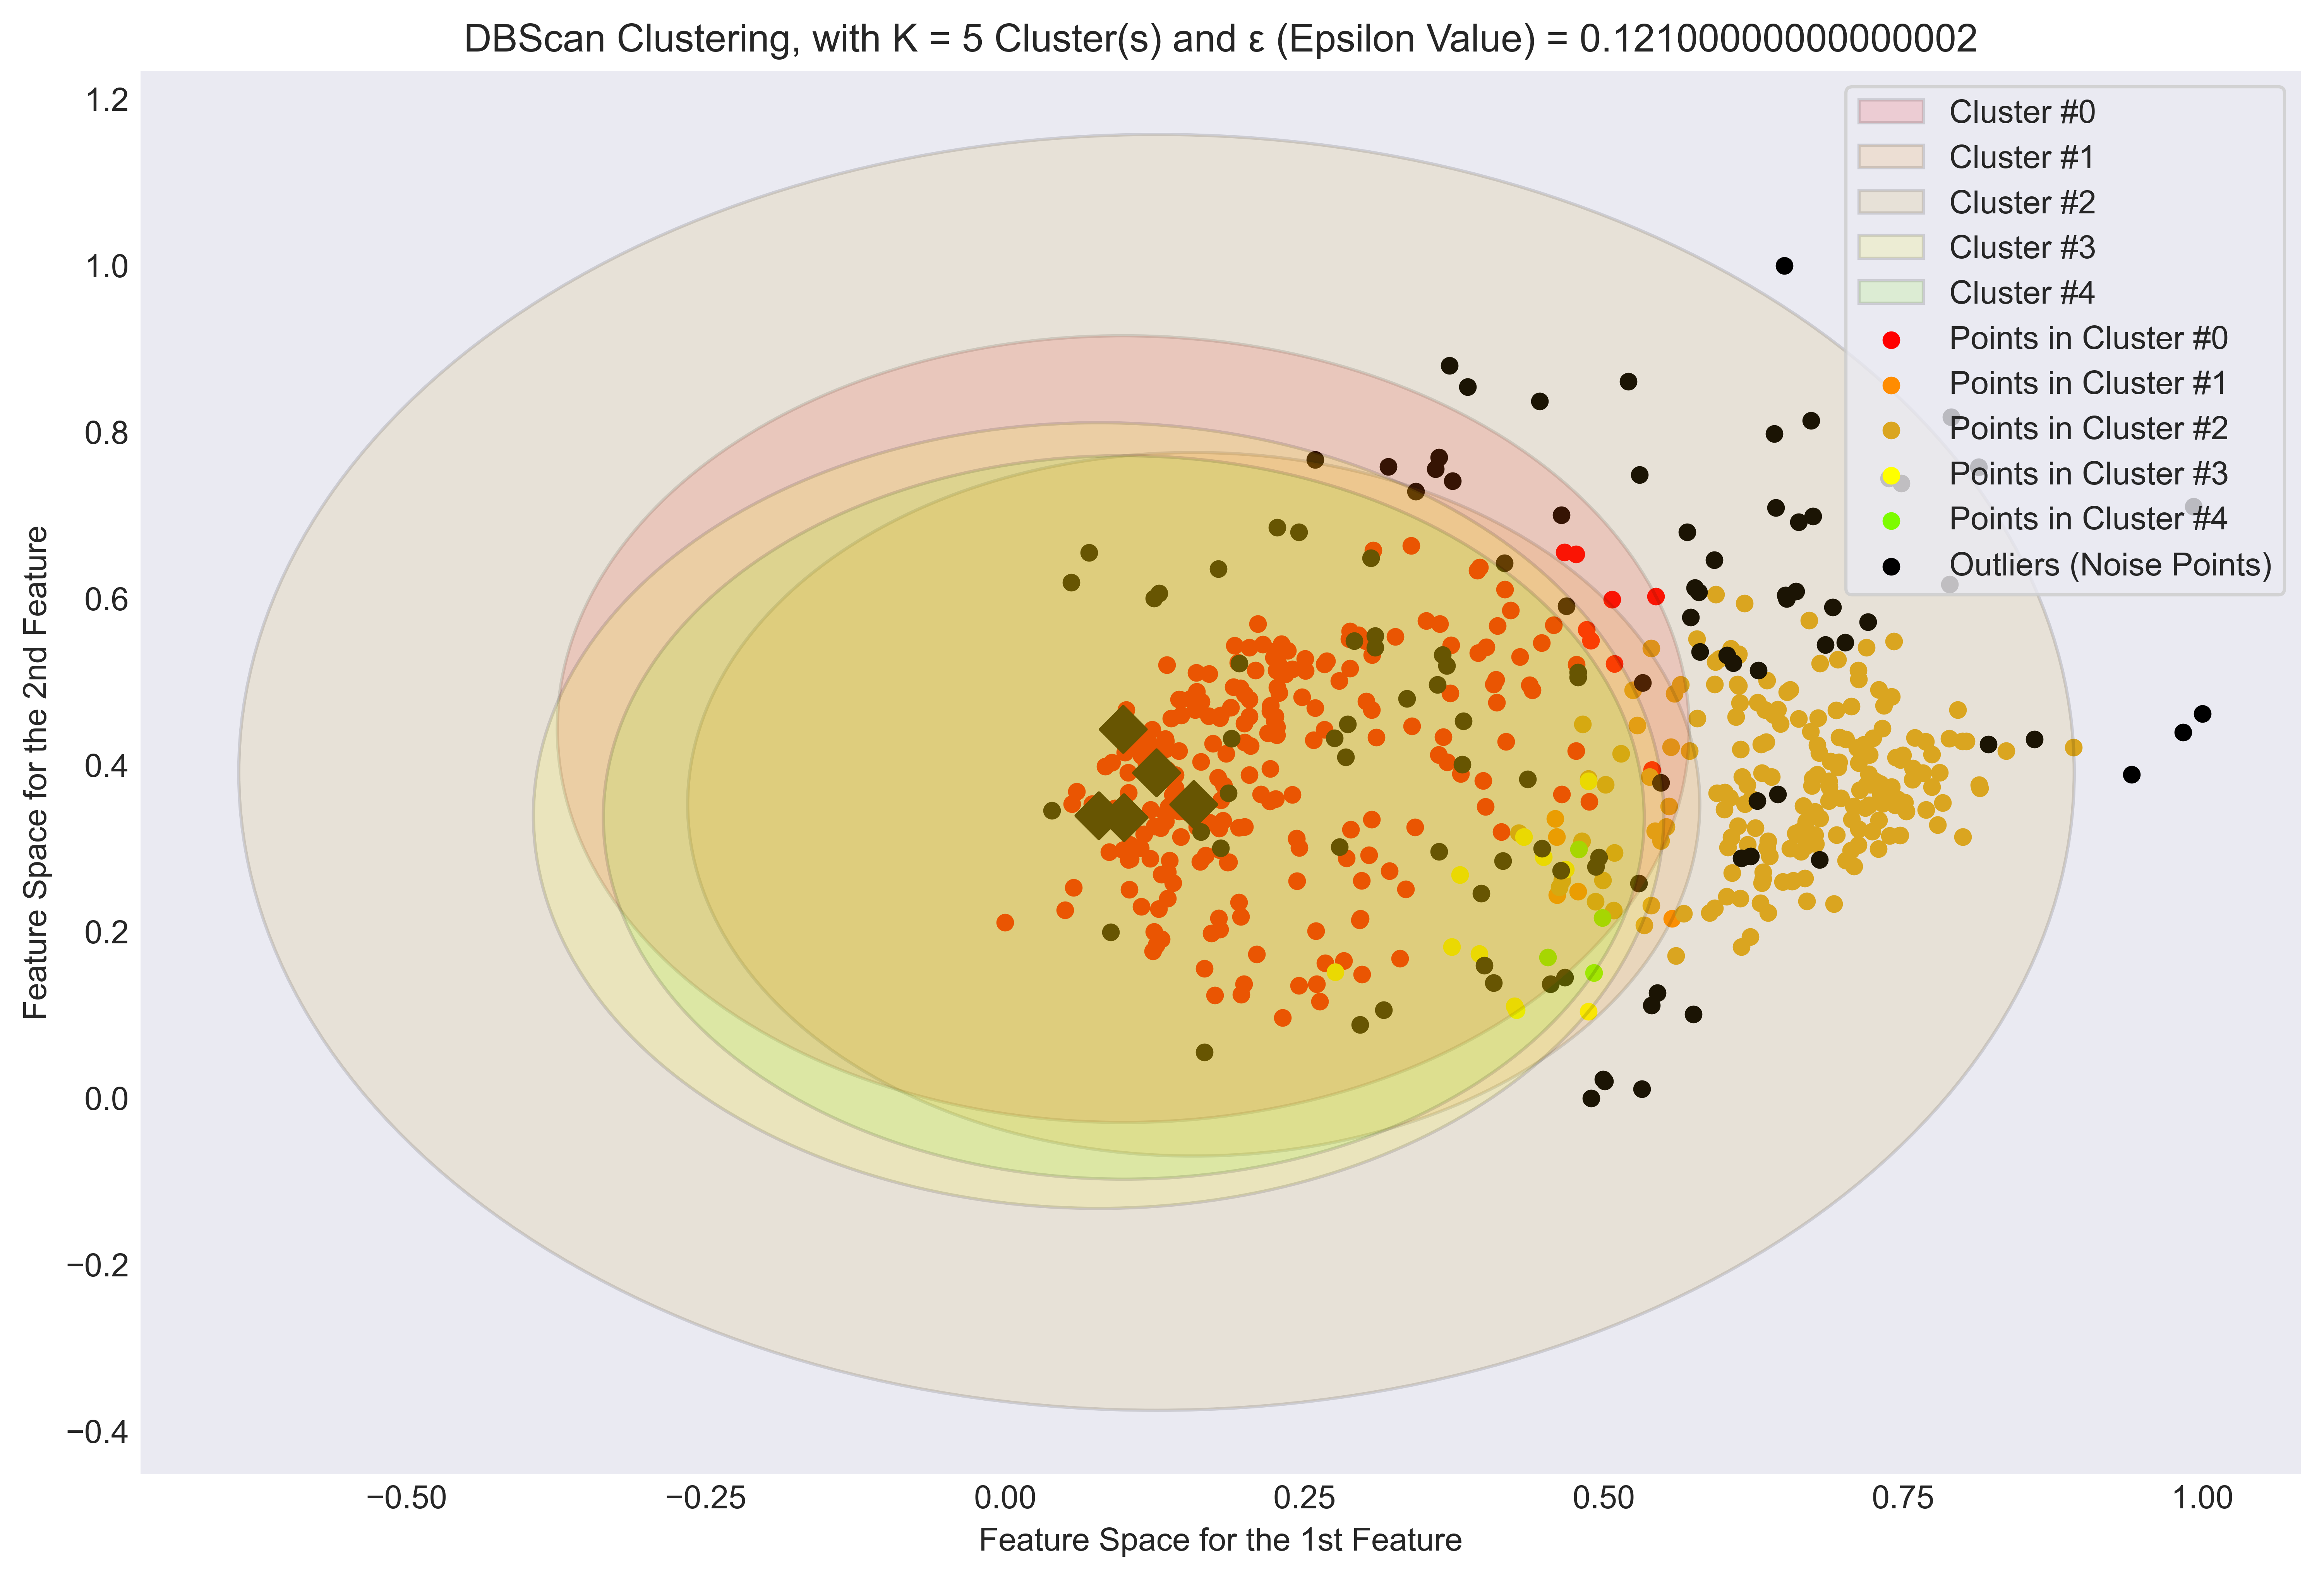 DBScan Clustering, with K = 5 Cluster(s) and ε (Epsilon Value) = 0.12100000000000002
1.2
1.0
0.8
0.6
0.4
0.2
0.0
−0.2
−0.4
Feature Space for the 2nd Feature
Cluster #0
Cluster #1
Cluster #2
Cluster #3
Cluster #4
Points in Cluster #0
Points in Cluster #1
Points in Cluster #2
Points in Cluster #3
Points in Cluster #4
Outliers (Noise Points)
−0.50 −0.25 0.00 0.25 0.50 0.75 1.00
Feature Space for the 1st Feature